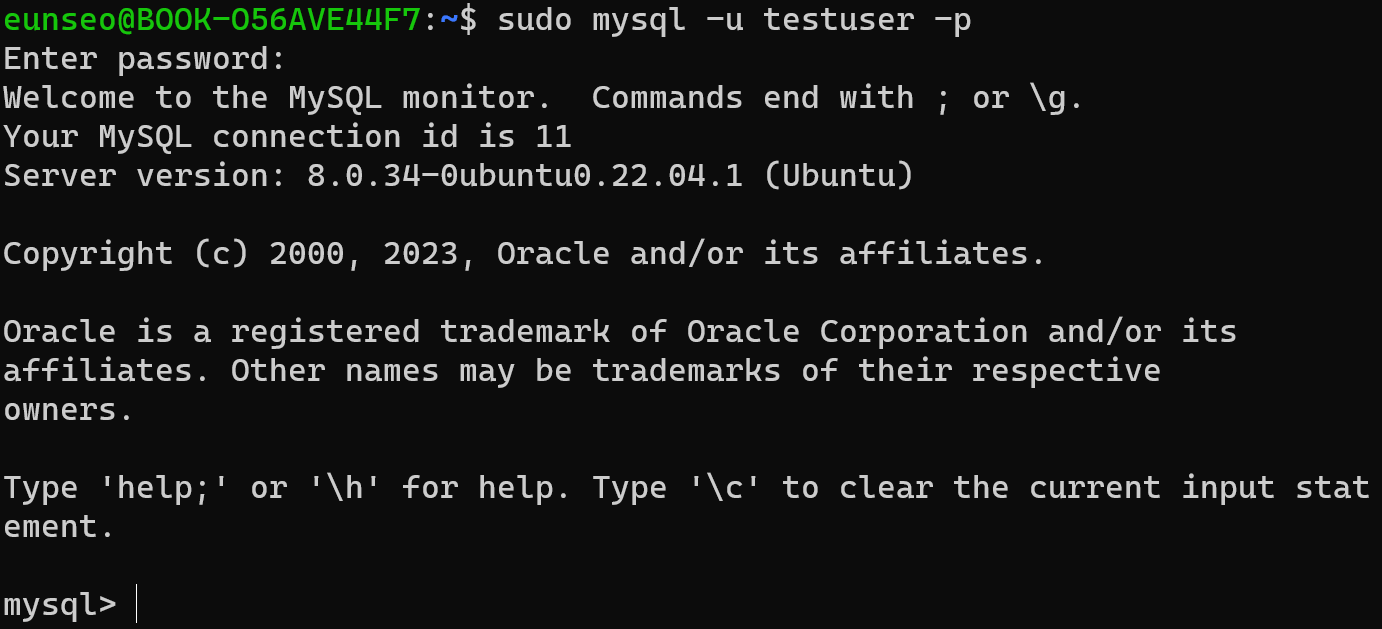 eunseo@BOOK-O56AVE44F7:~$ sudo mysql -u testuser -p
Enter password:
Welcome to the MySQL monitor.  Commands end with ; or \g.
Your MySQL connection id is 11
Server version: 8.0.34-0ubuntu0.22.04.1 (Ubuntu)

Copyright (c) 2000, 2023, Oracle and/or its affiliates.

Oracle is a registered trademark of Oracle Corporation and/or its
affiliates. Other names may be trademarks of their respective
owners.

Type 'help;' or '\h' for help. Type '\c' to clear the current input stat
ement.

mysql>